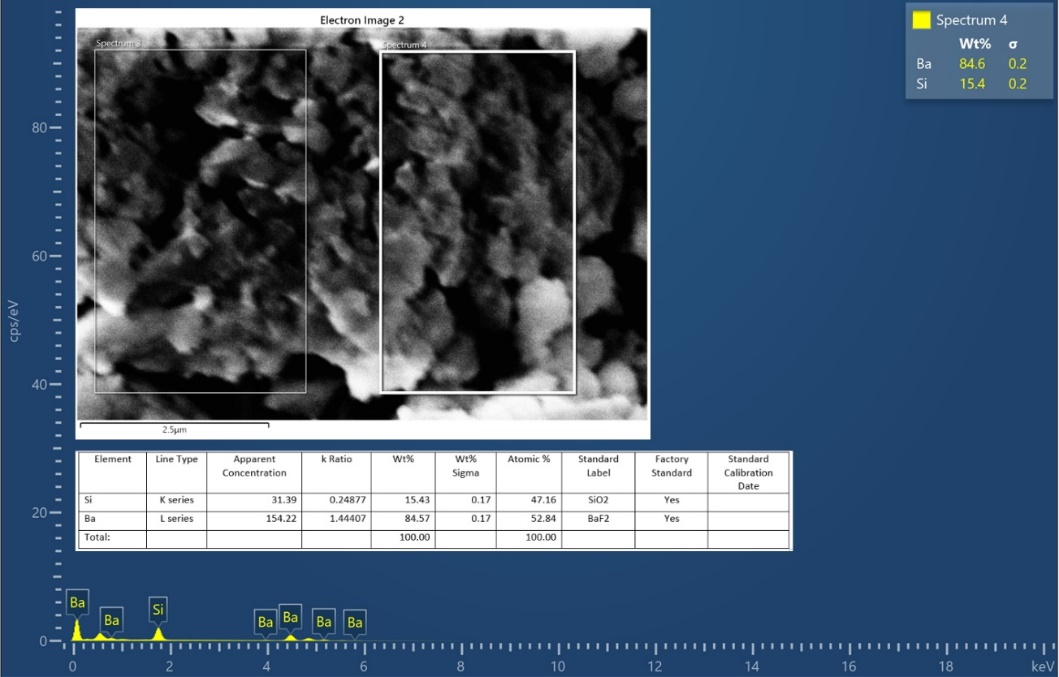 Electron Image 2
Spectrum 4
Spectrum 4
Wt% σ
Ba 84.6 0.2
Si 15.4 0.2
2.5µm
Element Line Type Apparent Concentration k Ratio Wt% Wt% Sigma Atomic % Standard Label Factory Standard Standard Calibration Date
Si K series 31.39 0.24877 15.43 0.17 47.16 SiO2 Yes
Ba L series 154.22 1.44407 84.57 0.17 52.84 BaF2 Yes
Total: 100.00 100.00
cps/eV
80
60
40
20
0
Ba Ba Si Ba Ba Ba Ba
0 2 4 6 8 10 12 14 16 18 keV